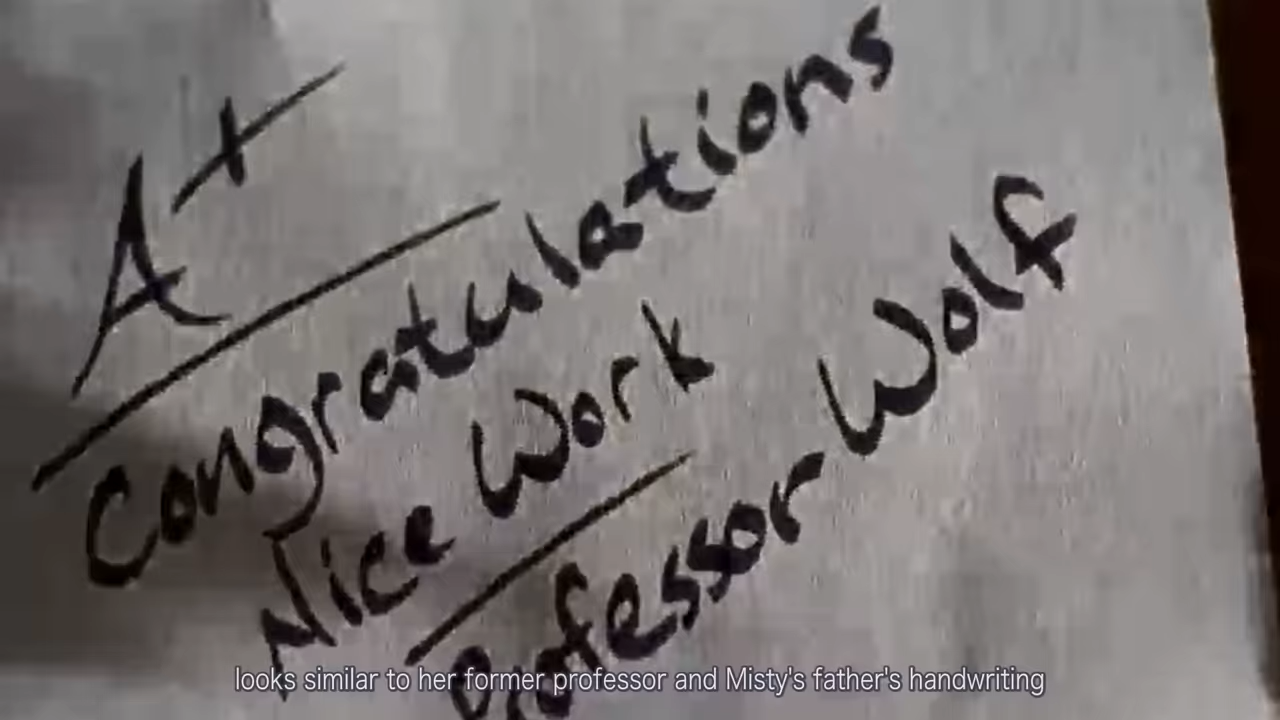 A+
Congratulations
Nice Work
Professor Wolf
looks similar to her former professor and Misty's father's handwriting